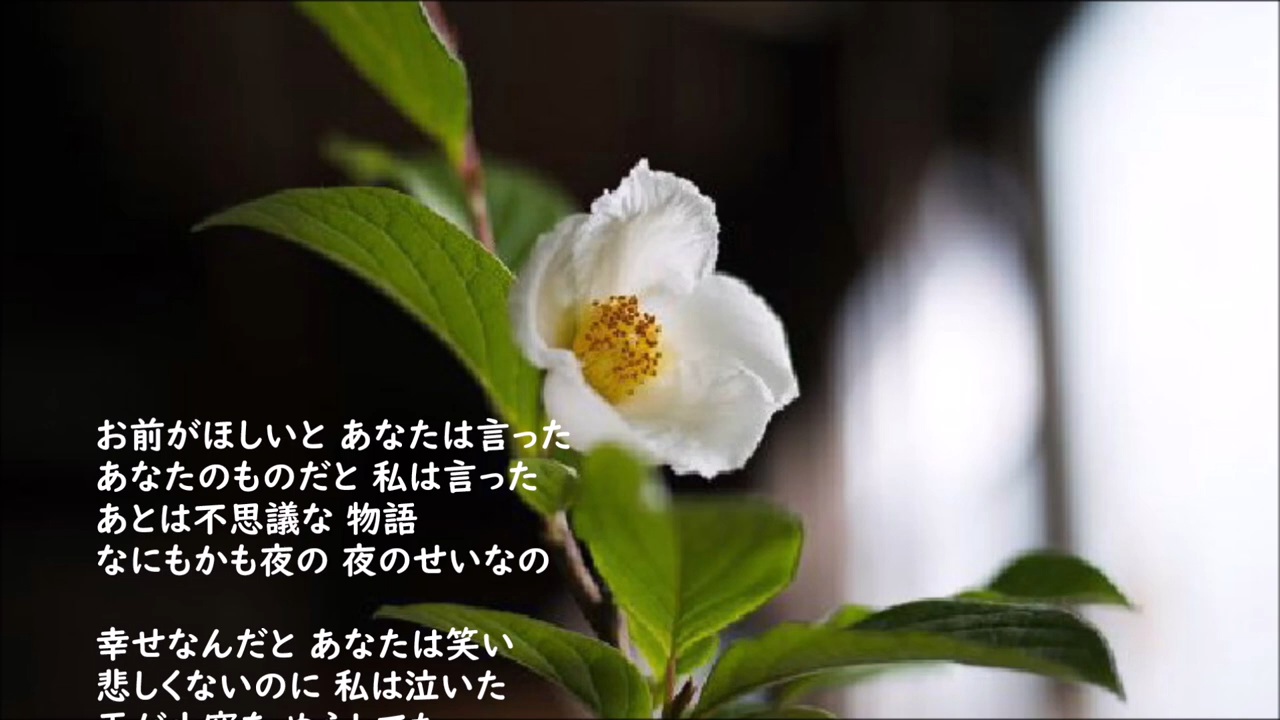 お前がほしいと あなたは言った
あなたのものだと 私は言った
あとは不思議な 物語
なにもかも夜の 夜のせいなの
幸せなんだと あなたは笑い
悲しくないのに 私は泣いた